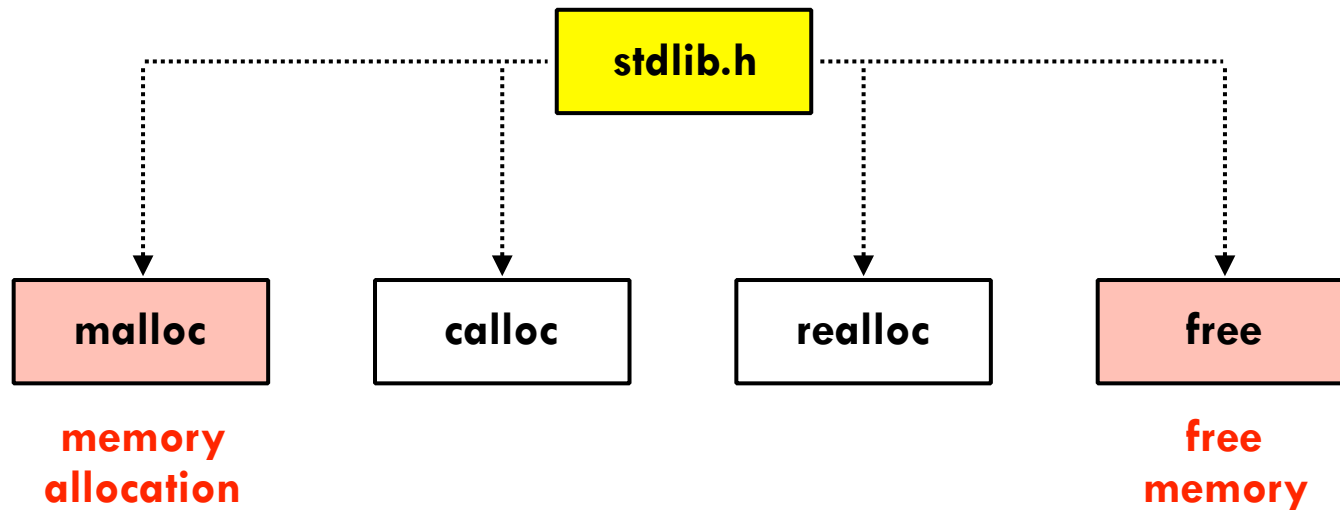 stdlib.h
malloc
calloc
realloc
free
memory
allocation
free
memory